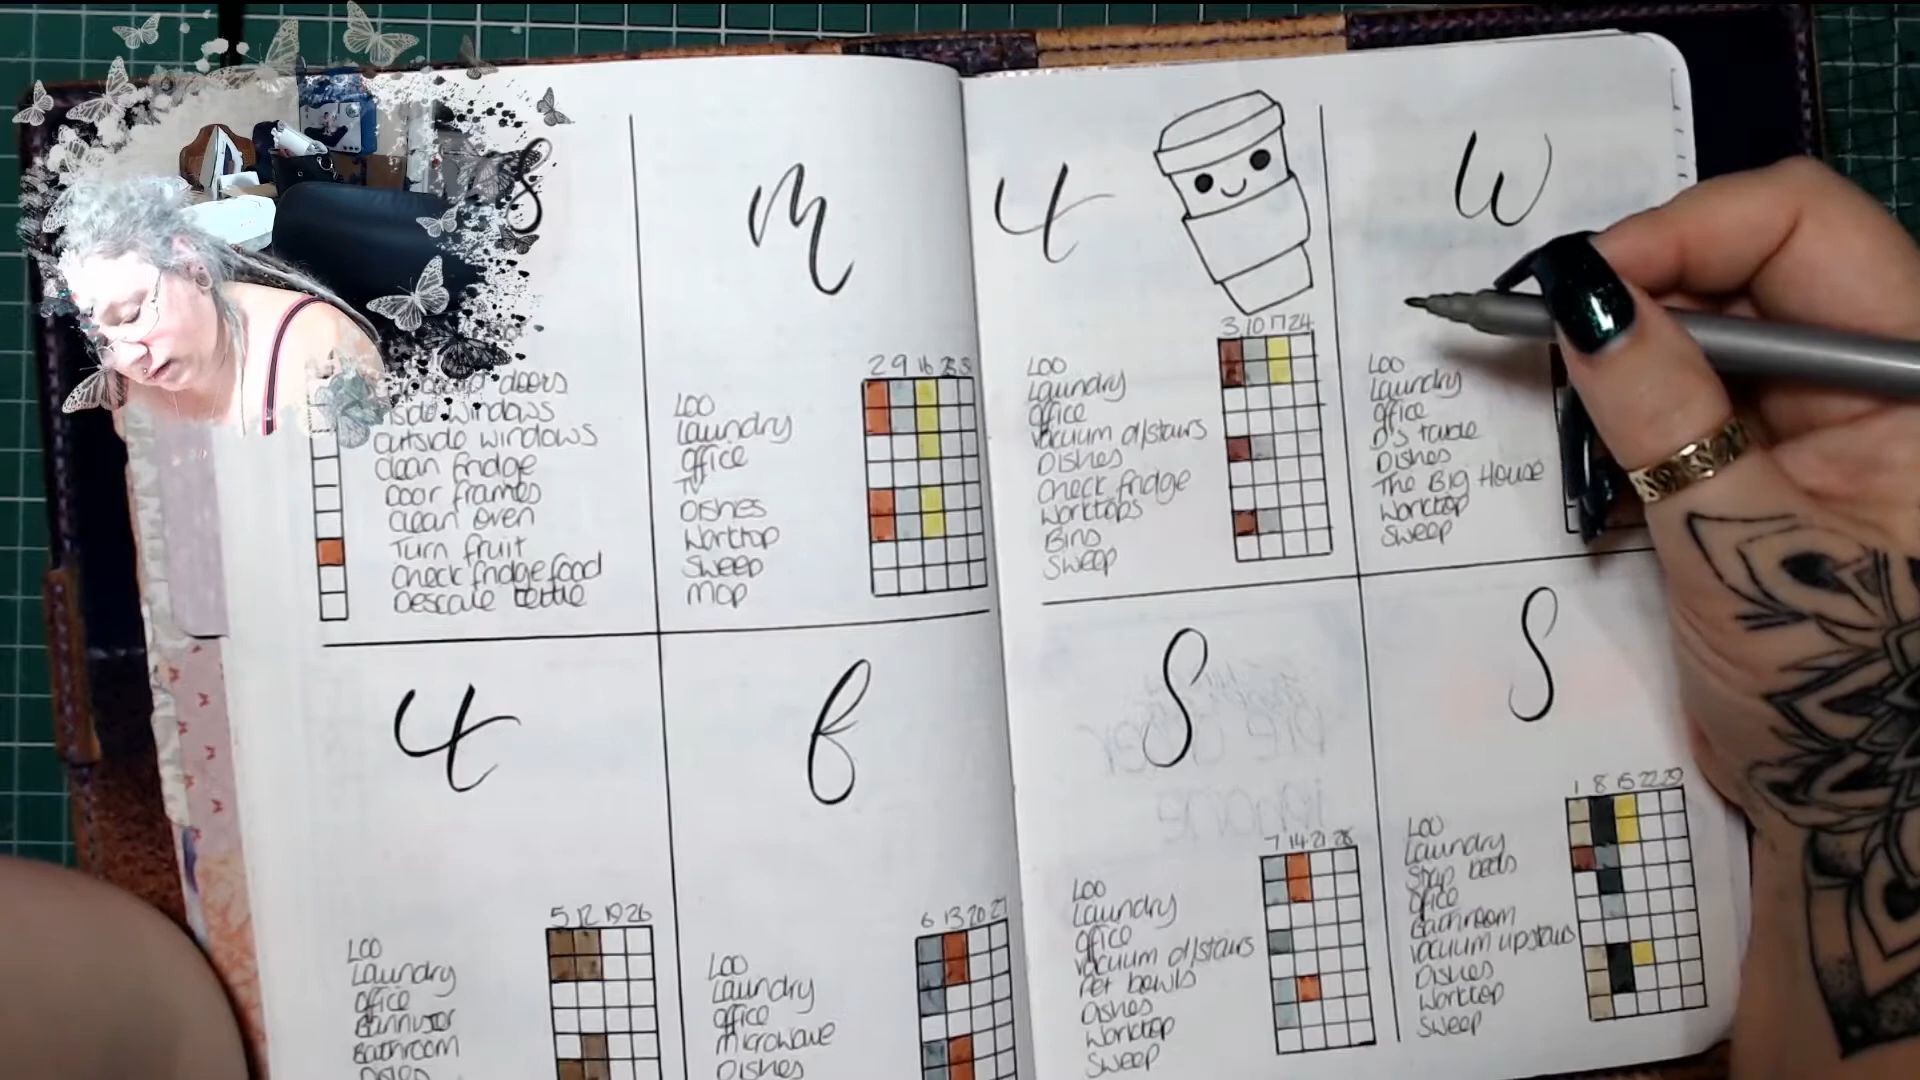 m
2 9 16
LOO
Laundry
office
TV
Dishes
Worktop
Sweep
Mop
doors
inside windows
outside windows
clean fridge
Door frames
clean oven
Turn fruit
check fridge food
Descale kettle
t
3 10 17 24
LOO
Laundry
office
vacuum d/stairs
Dishes
check fridge
worktops
Bins
Sweep
W
LOO
Laundry
office
D's table
Dishes
The Big House
Worktop
Sweep
t
5 12 19 26
LOO
Laundry
office
Bannister
Bathroom
Dishes
f
6 13 20 27
LOO
Laundry
office
microwave
Dishes
S
7 14 21 28
LOO
Laundry
office
vacuum d/stairs
Pet bowls
Dishes
Worktop
Sweep
S
1 8 15 22 29
LOO
Laundry
Strip beds
office
Bathroom
vacuum upstairs
Dishes
Worktop
Sweep